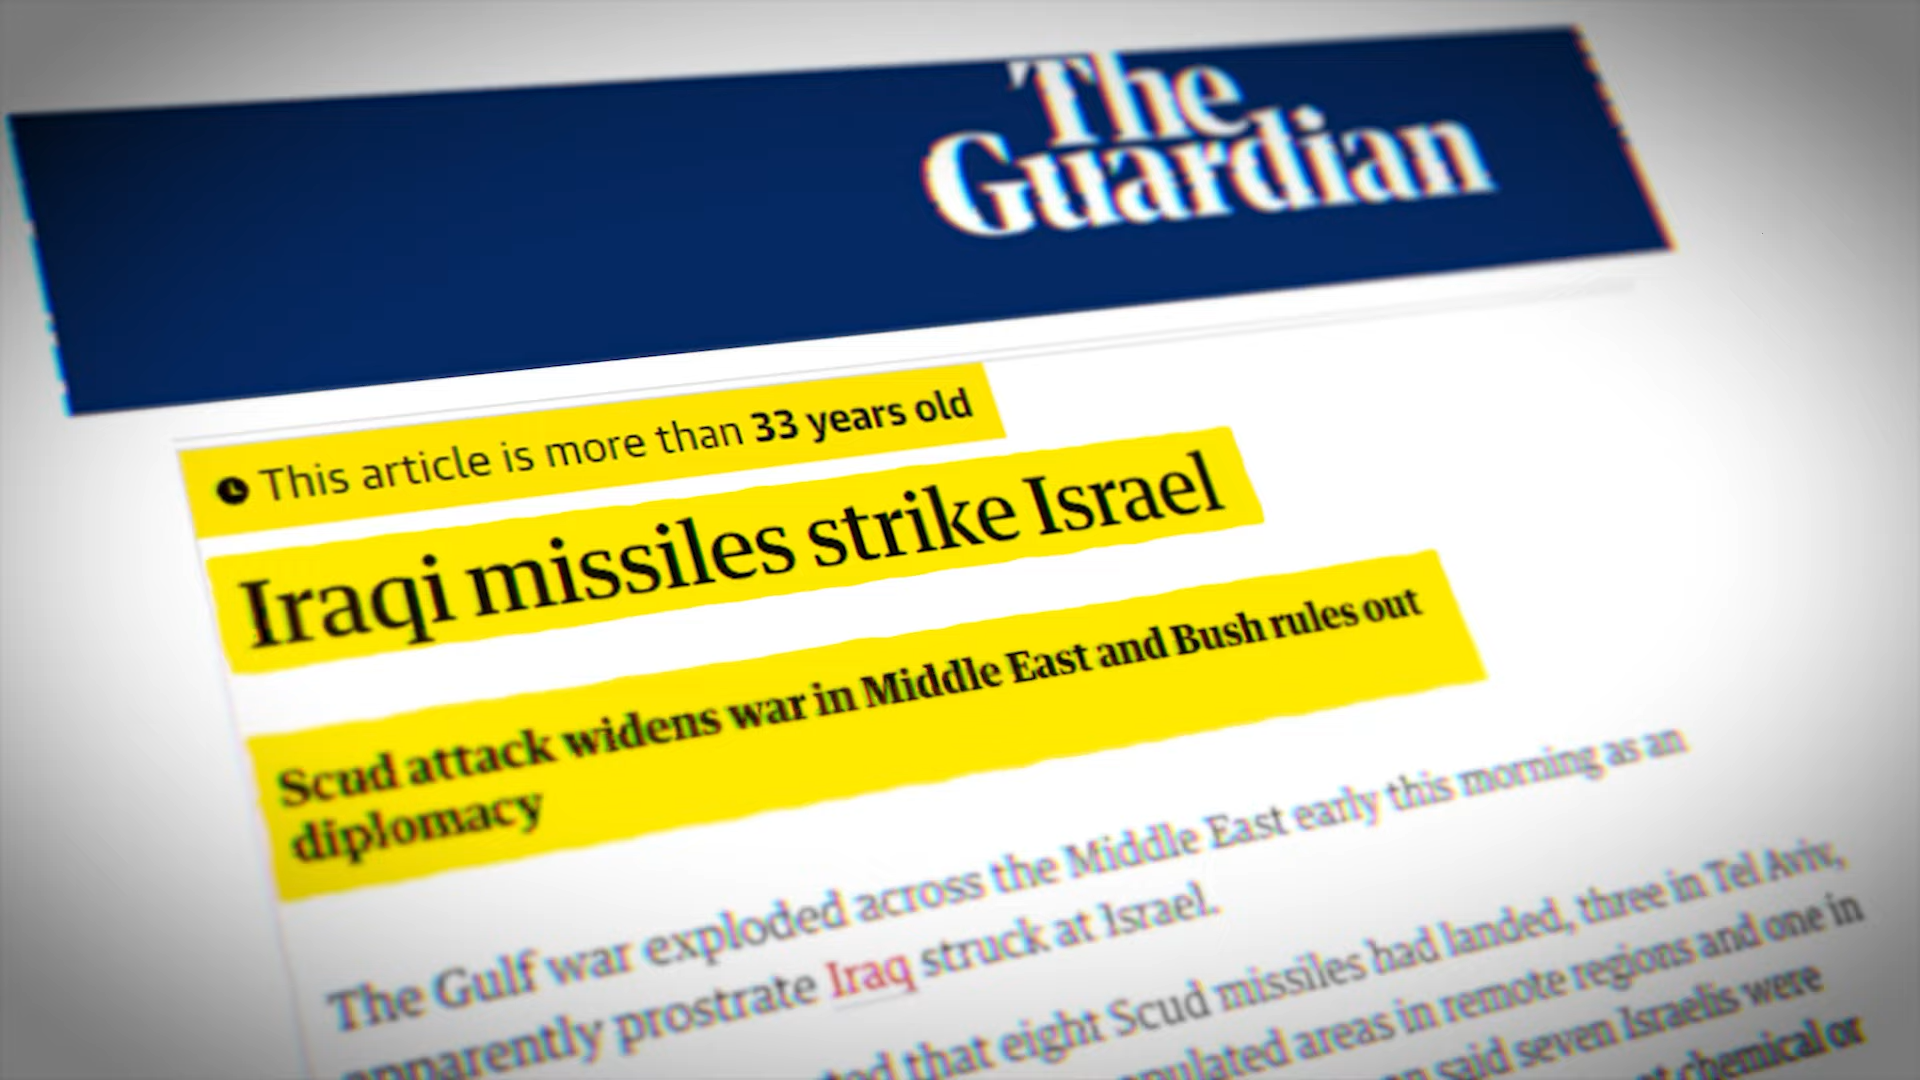 The
Guardian
This article is more than 33 years old
Iraqi missiles strike Israel
Scud attack widens war in Middle East and Bush rules out
diplomacy
The Gulf war exploded across the Middle East early this morning as an
apparently prostrate Iraq struck at Israel.
that eight Scud missiles had landed, three in Tel Aviv,
areas in remote regions and one in
said seven Israelis were
chemical or